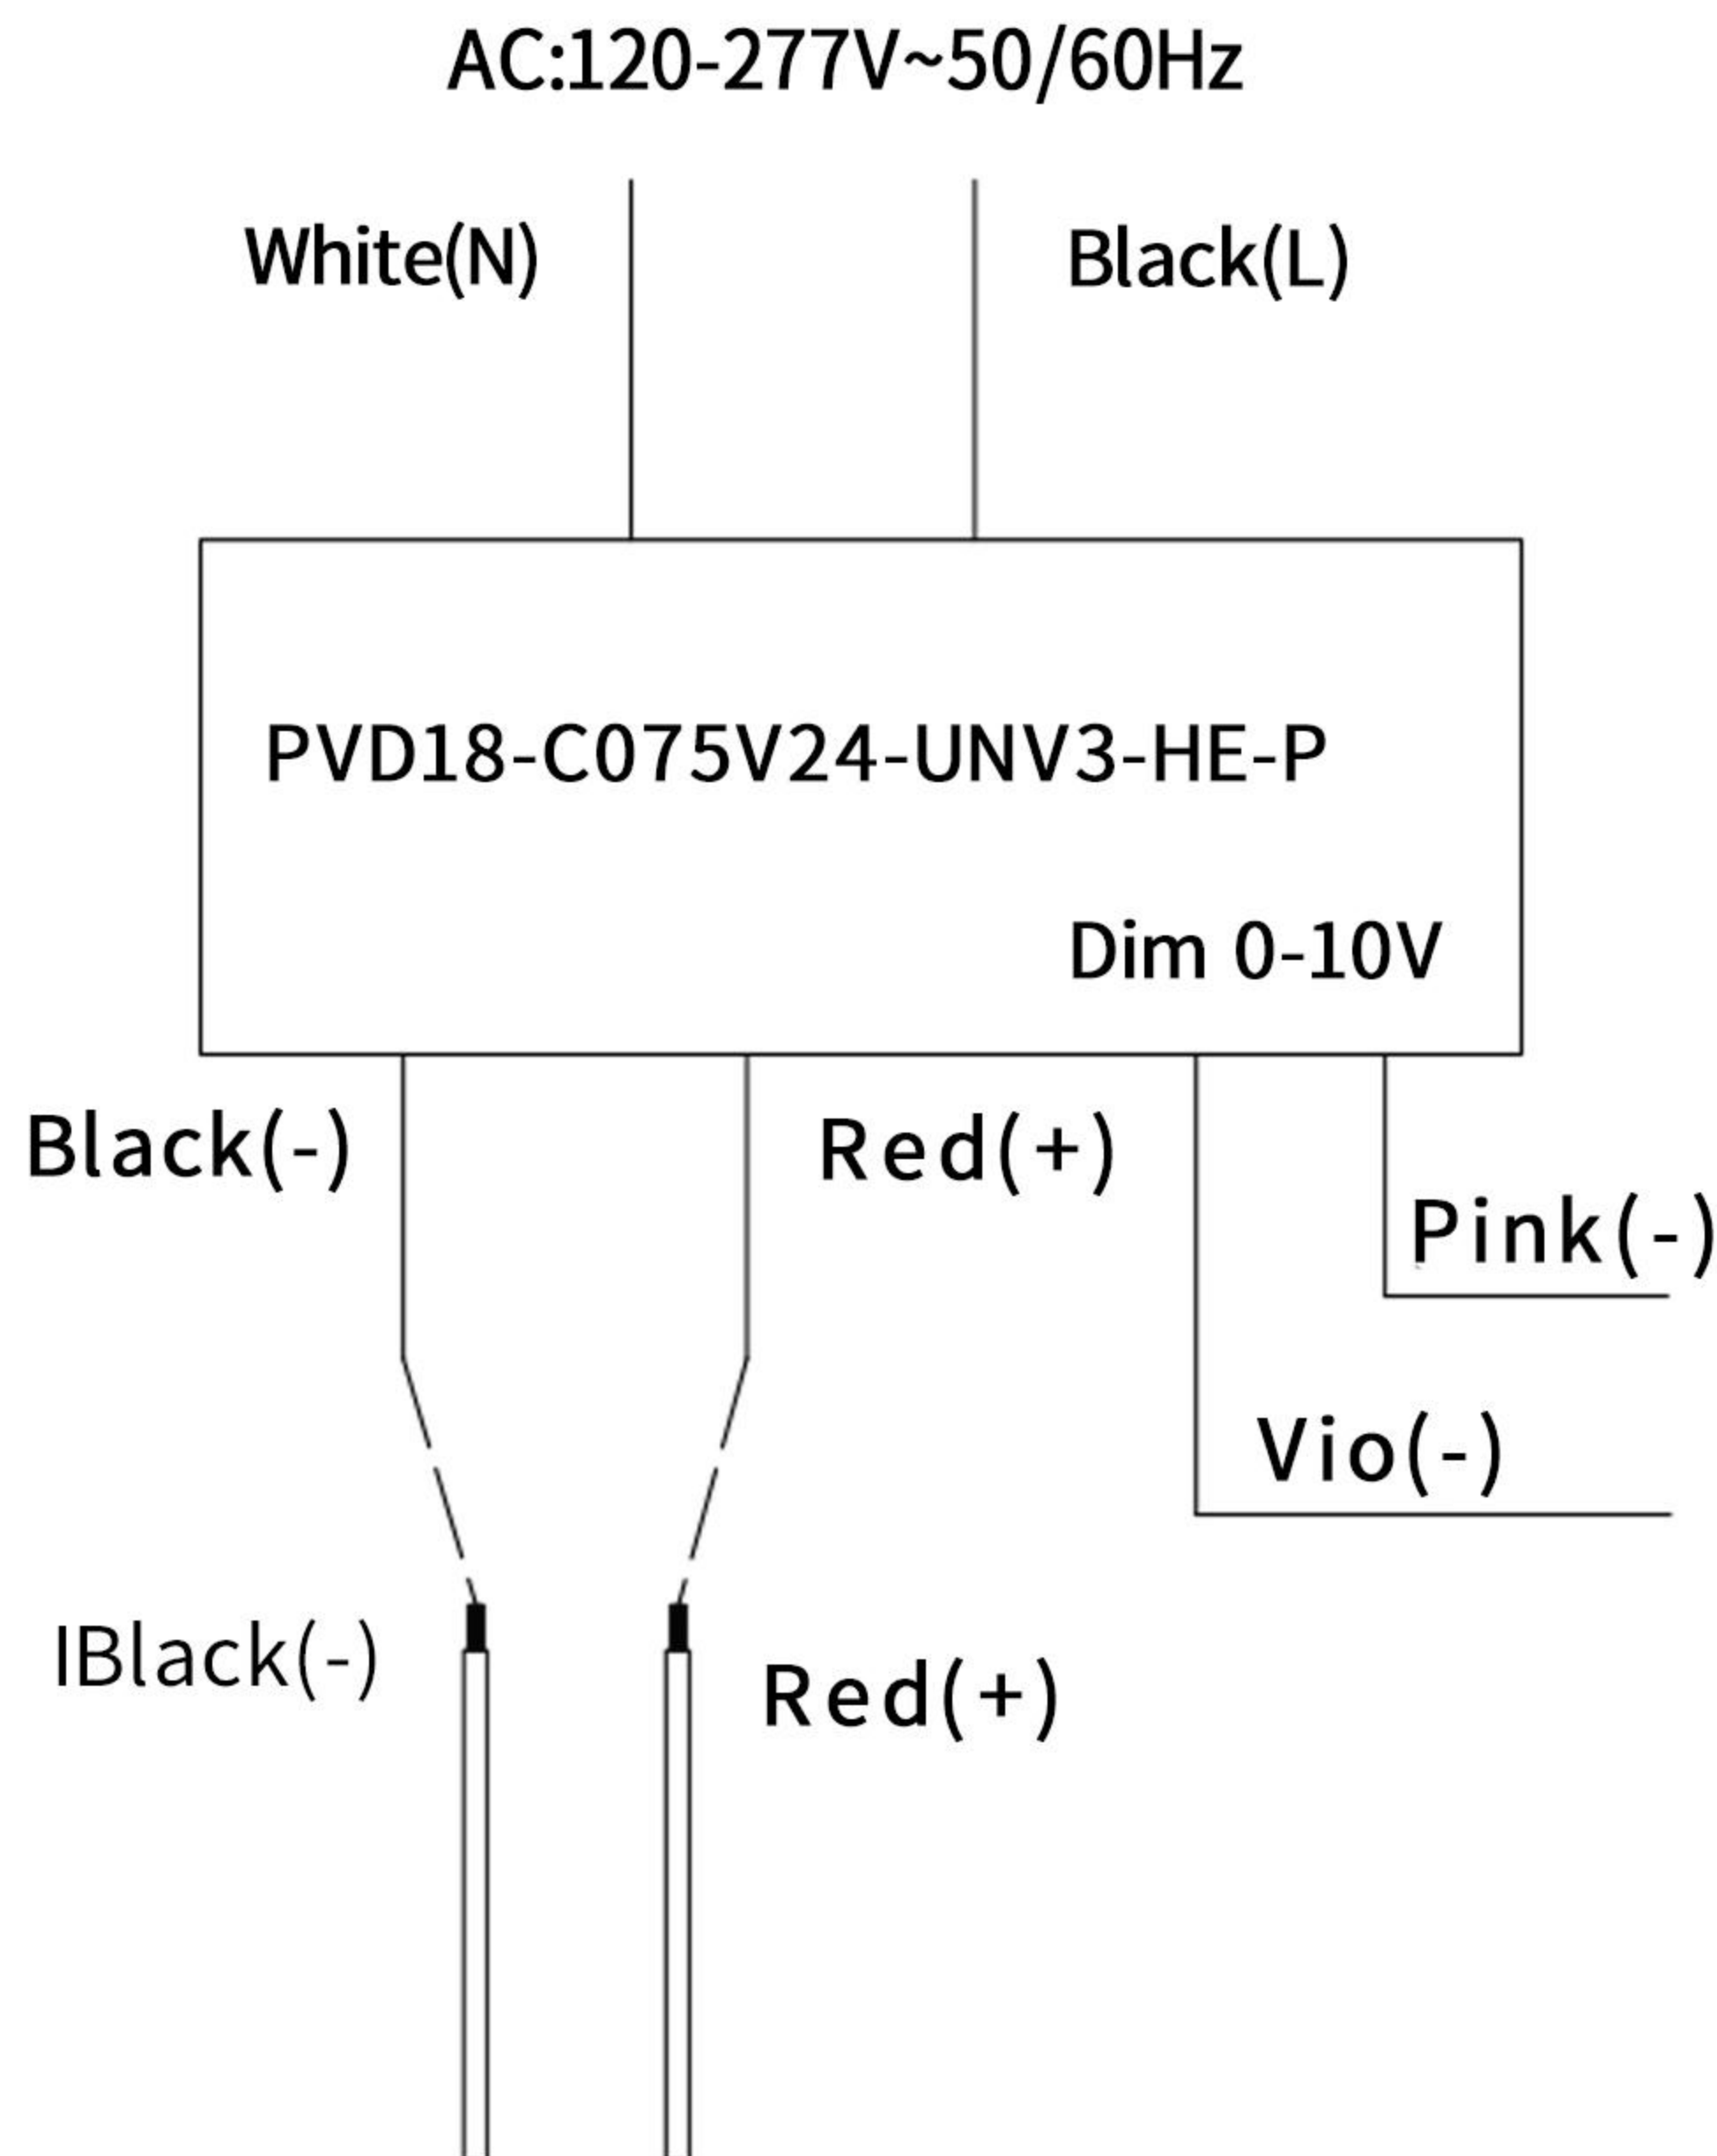 AC:120-277V~50/60Hz
White(N)
Black(L)
PVD18-C075V24-UNV3-HE-P
Dim 0-10V
Black(-)
Red(+)
Pink(-)
Vio(-)
IBlack(-)
Red(+)